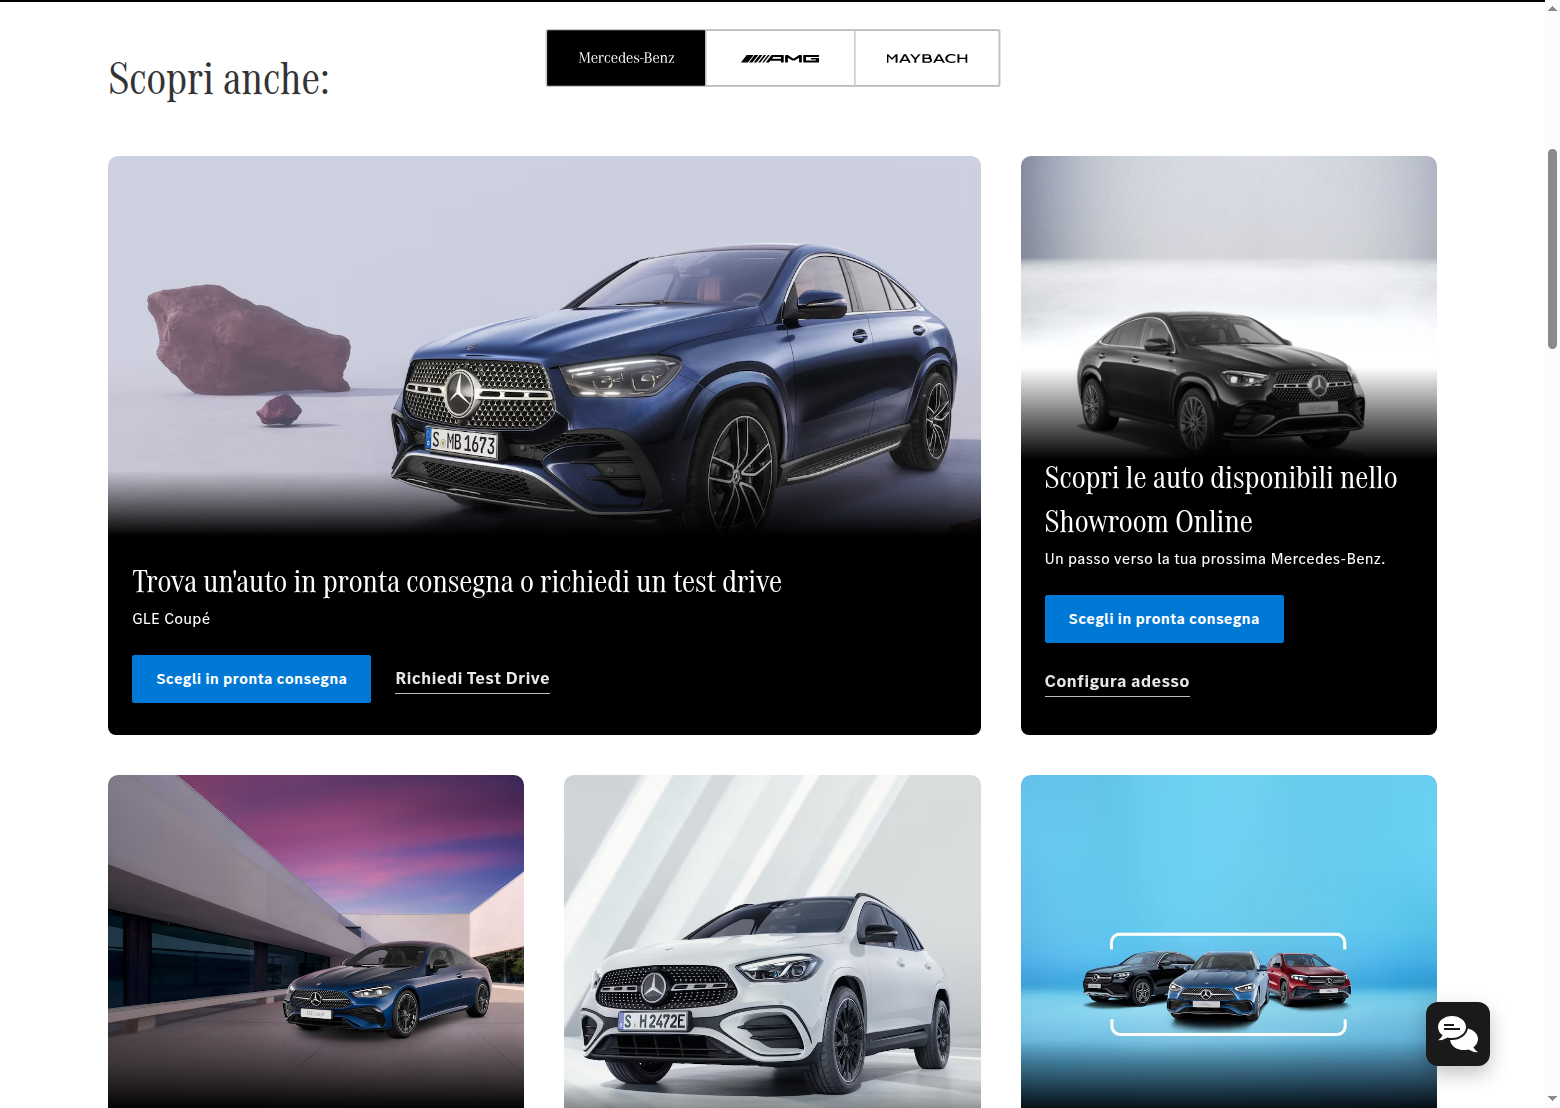 Scopri anche:
Mercedes-Benz
AMG
MAYBACH
S MB 1673
Trova un'auto in pronta consegna o richiedi un test drive
GLE Coupé
Scegli in pronta consegna
Richiedi Test Drive
Scopri le auto disponibili nello
Showroom Online
Un passo verso la tua prossima Mercedes-Benz.
Scegli in pronta consegna
Configura adesso
S H 2472E